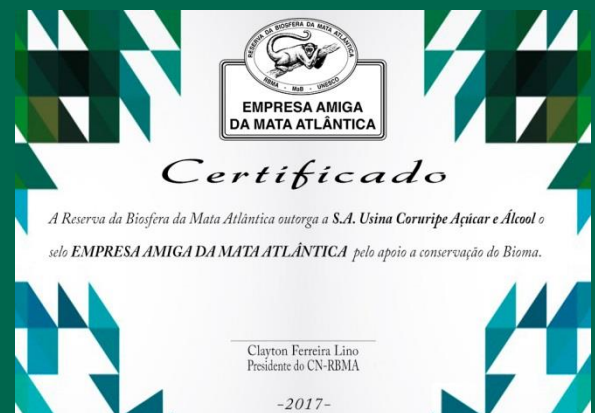 RESERVA DA BIOSFERA DA MATA ATLÂNTICA
RBMA - MaB - UNESCO
EMPRESA AMIGA
DA MATA ATLÂNTICA
Certificado
A Reserva da Biosfera da Mata Atlântica outorga a S.A. Usina Coruripe Açúcar e Álcool o
selo EMPRESA AMIGA DA MATA ATLÂNTICA pelo apoio a conservação do Bioma.
Clayton Ferreira Lino
Presidente do CN-RBMA
-2017-